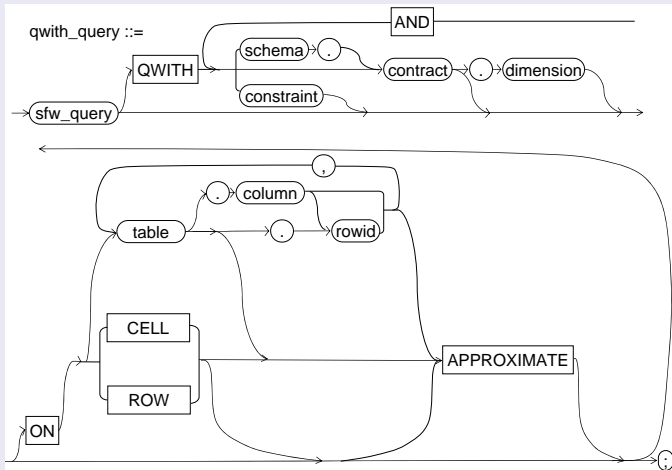 qwith_query ::=
AND
schema . 
QWITH contract . dimension
constraint
sfw_query
,
. column
table . rowid
CELL
APPROXIMATE
ROW
ON
;